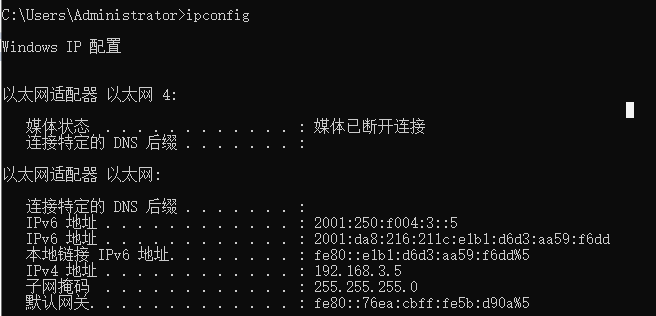 C:\Users\Administrator>ipconfig
Windows IP 配置
以太网适配器 以太网 4:
媒体状态 . . . . . . . . . . . . : 媒体已断开连接
连接特定的 DNS 后缀 . . . . . . . :
以太网适配器 以太网:
连接特定的 DNS 后缀 . . . . . . . :
IPv6 地址 . . . . . . . . . . . . : 2001:250:f004:3::5
IPv6 地址 . . . . . . . . . . . . : 2001:da8:216:211c:e1b1:d6d3:aa59:f6dd
本地链接 IPv6 地址. . . . . . . . : fe80::e1b1:d6d3:aa59:f6dd%5
IPv4 地址 . . . . . . . . . . . . : 192.168.3.5
子网掩码 . . . . . . . . . . . . : 255.255.255.0
默认网关. . . . . . . . . . . . . : fe80::76ea:cbff:fe5b:d90a%5